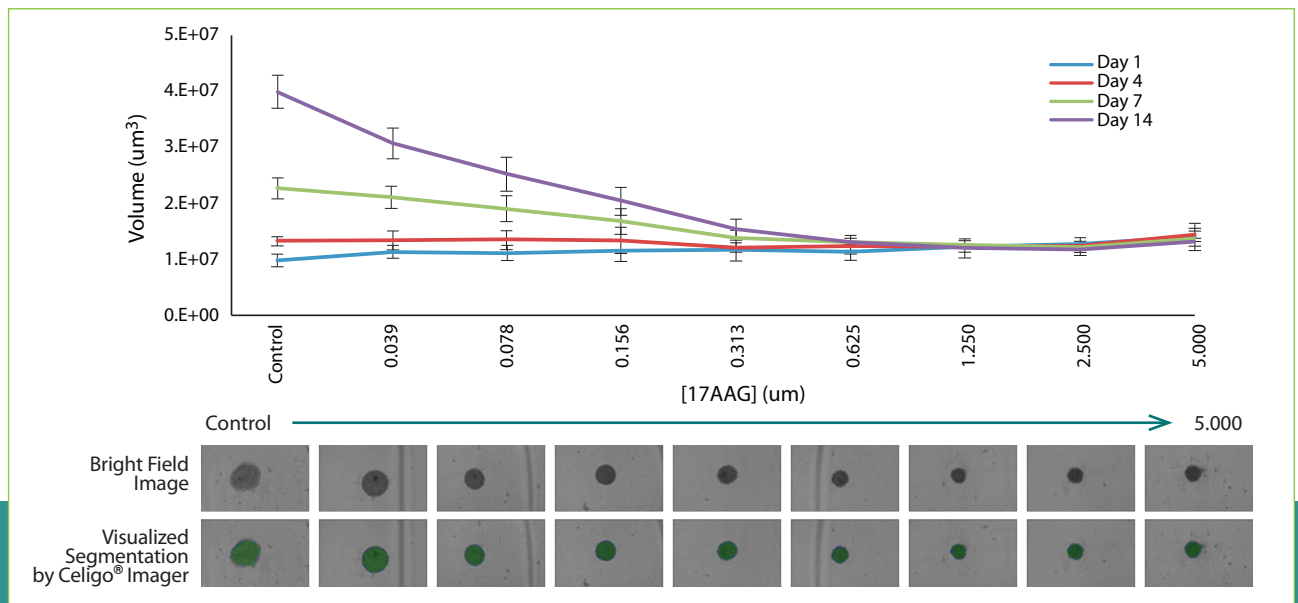 5.E+07
4.E+07
3.E+07
2.E+07
1.E+07
0.E+00
Volume (um³)
Day 1
Day 4
Day 7
Day 14
Control
0.039
0.078
0.156
0.313
0.625
1.250
2.500
5.000
[17AAG] (um)
Control
5.000
Bright Field
Image
Visualized
Segmentation
by Celigo® Imager